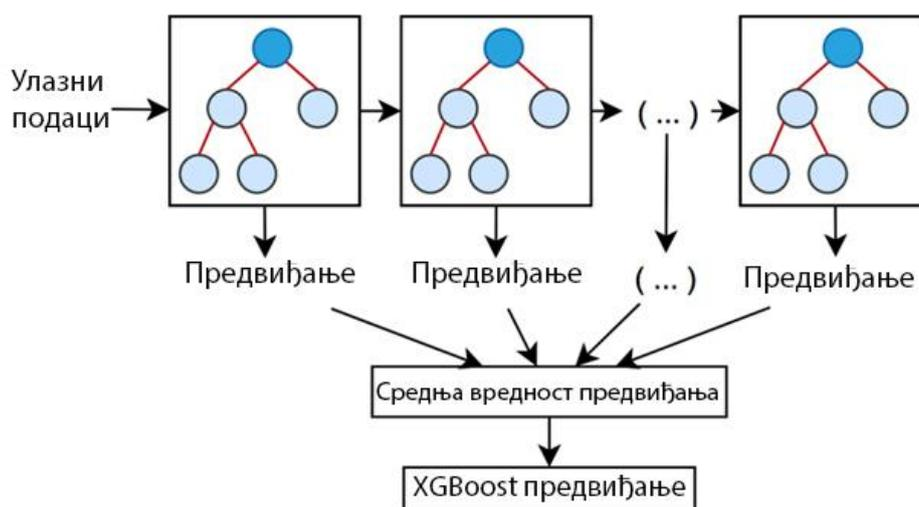 Улазни
подаци
( ... )
Предвиђање
Предвиђање
( ... )
Предвиђање
Средња вредност предвиђања
XGBoost предвиђање